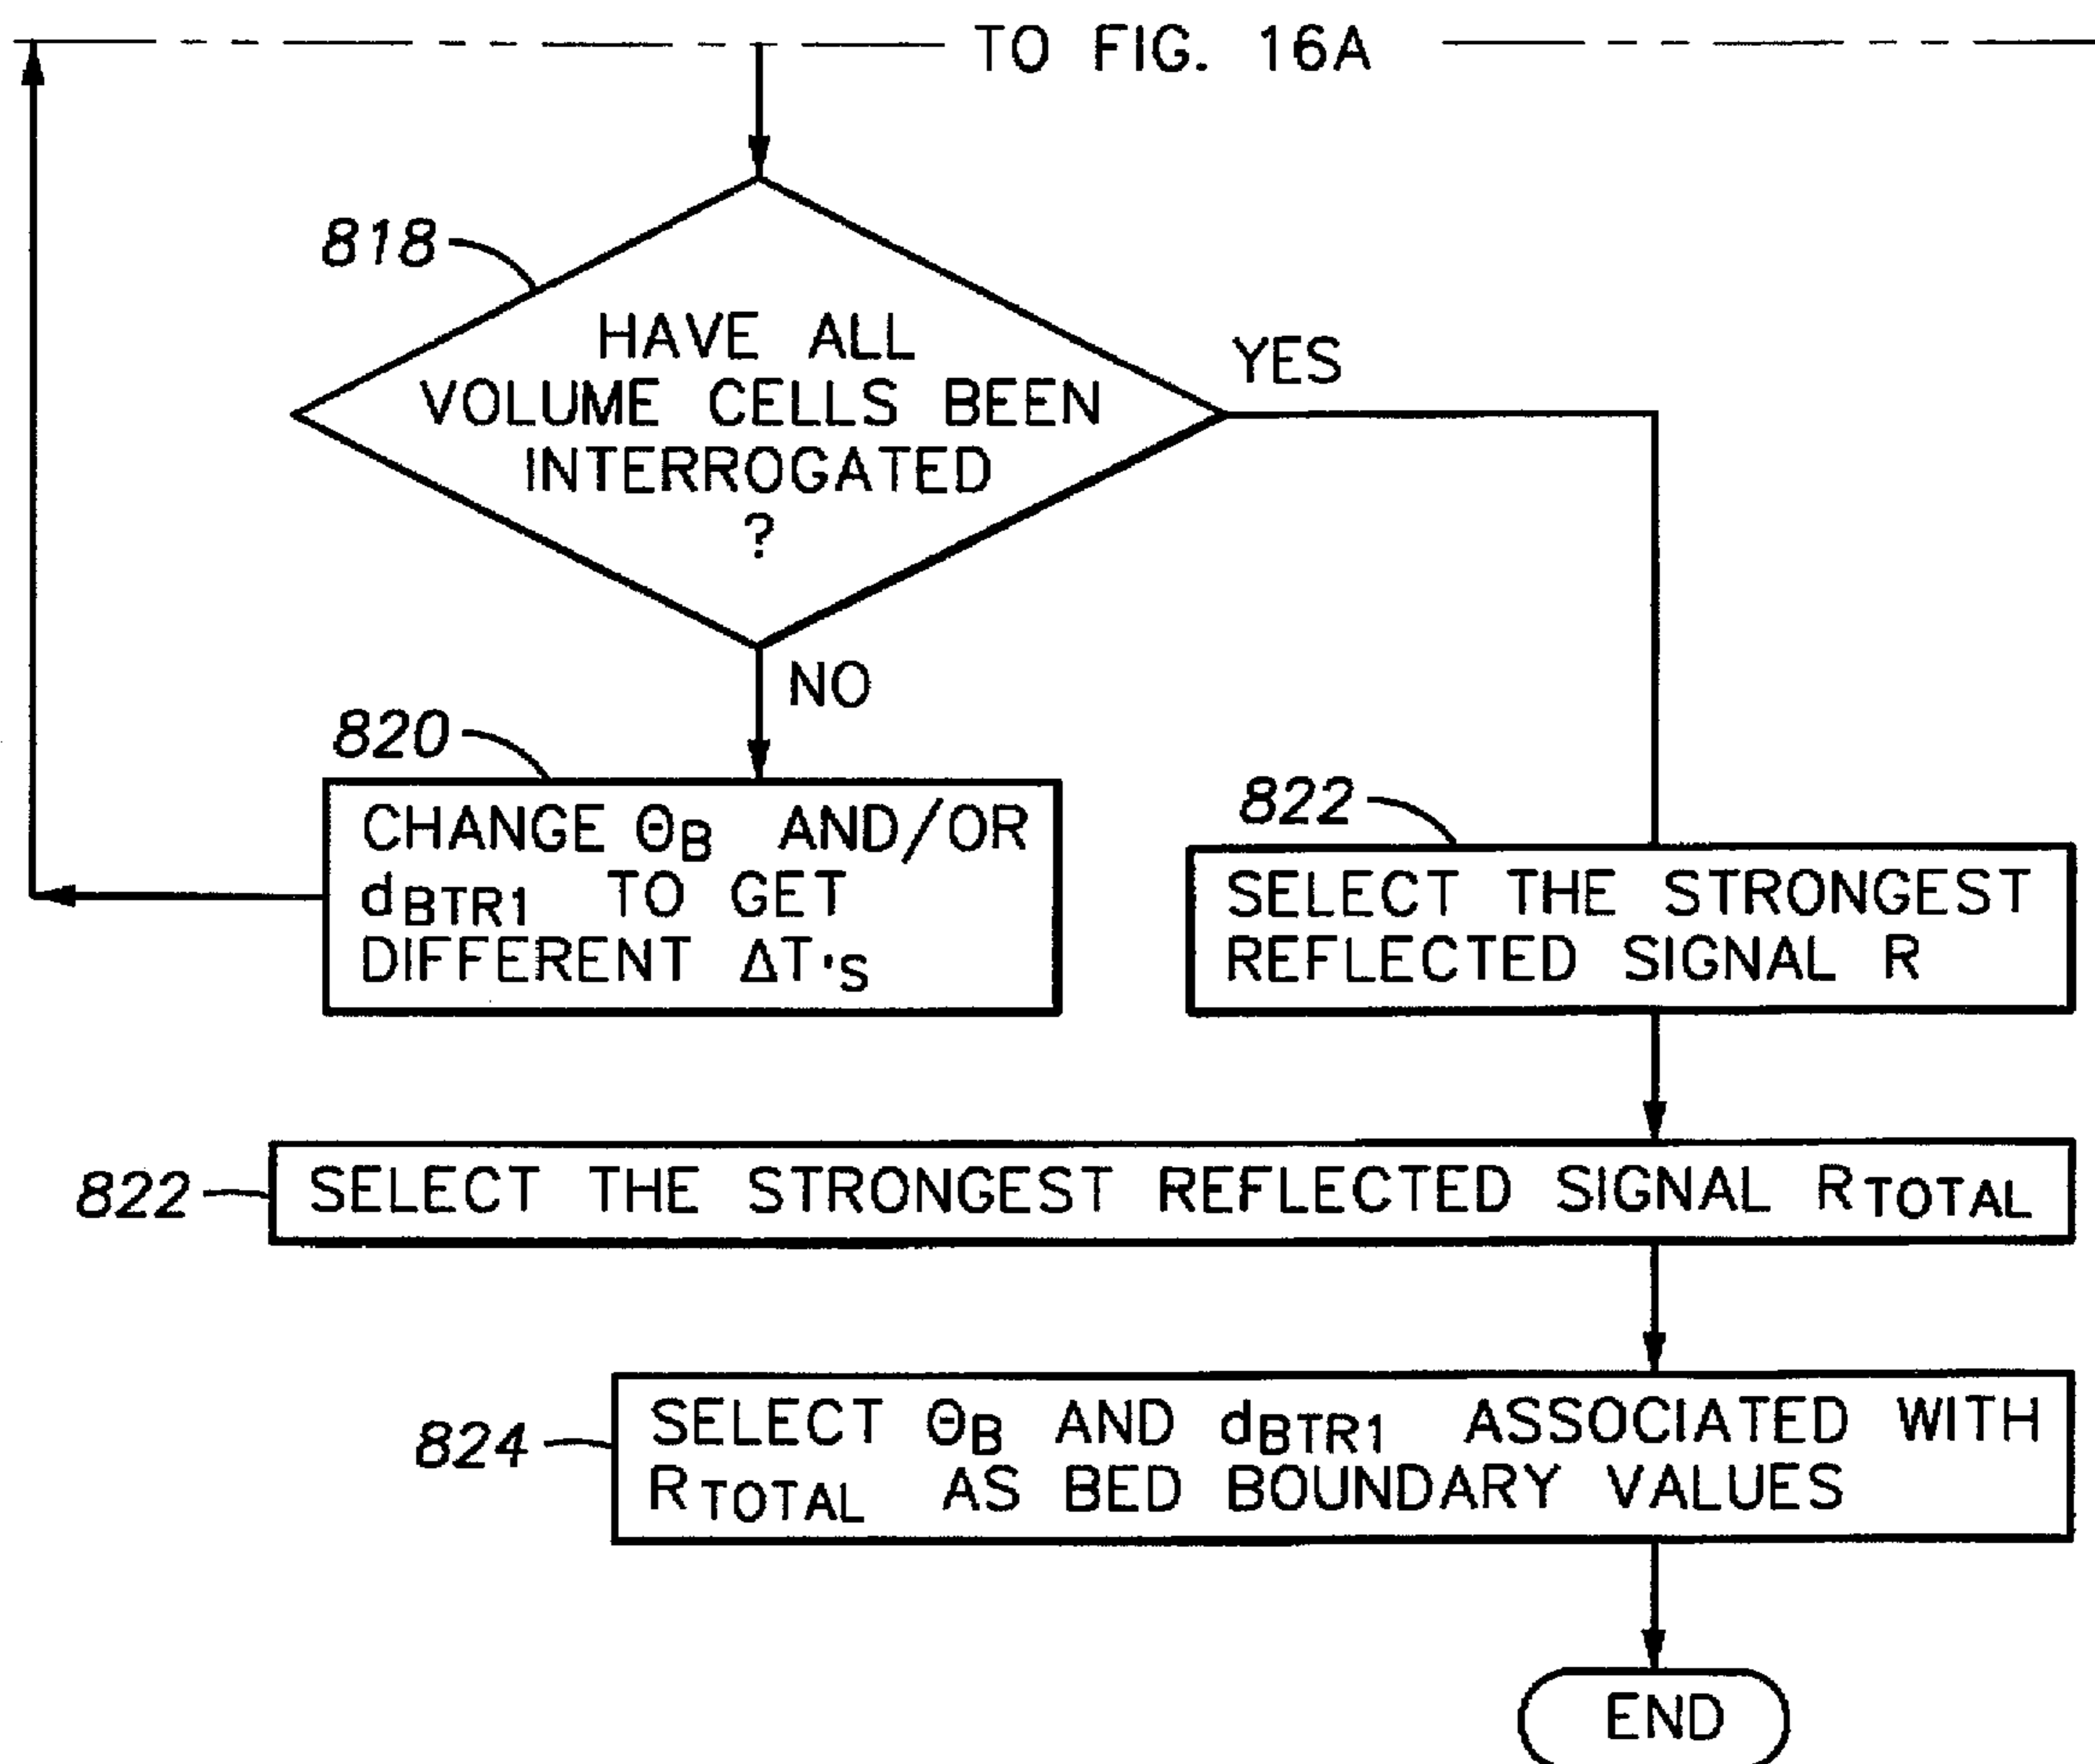 TO FIG. 16A
818
HAVE ALL
VOLUME CELLS BEEN
INTERROGATED
?
YES
NO
820
CHANGE ΘB AND/OR
dBTR1 TO GET
DIFFERENT ΔT'S
822
SELECT THE STRONGEST
REFLECTED SIGNAL R
822
SELECT THE STRONGEST REFLECTED SIGNAL RTOTAL
824
SELECT ΘB AND dBTR1 ASSOCIATED WITH
RTOTAL AS BED BOUNDARY VALUES
END